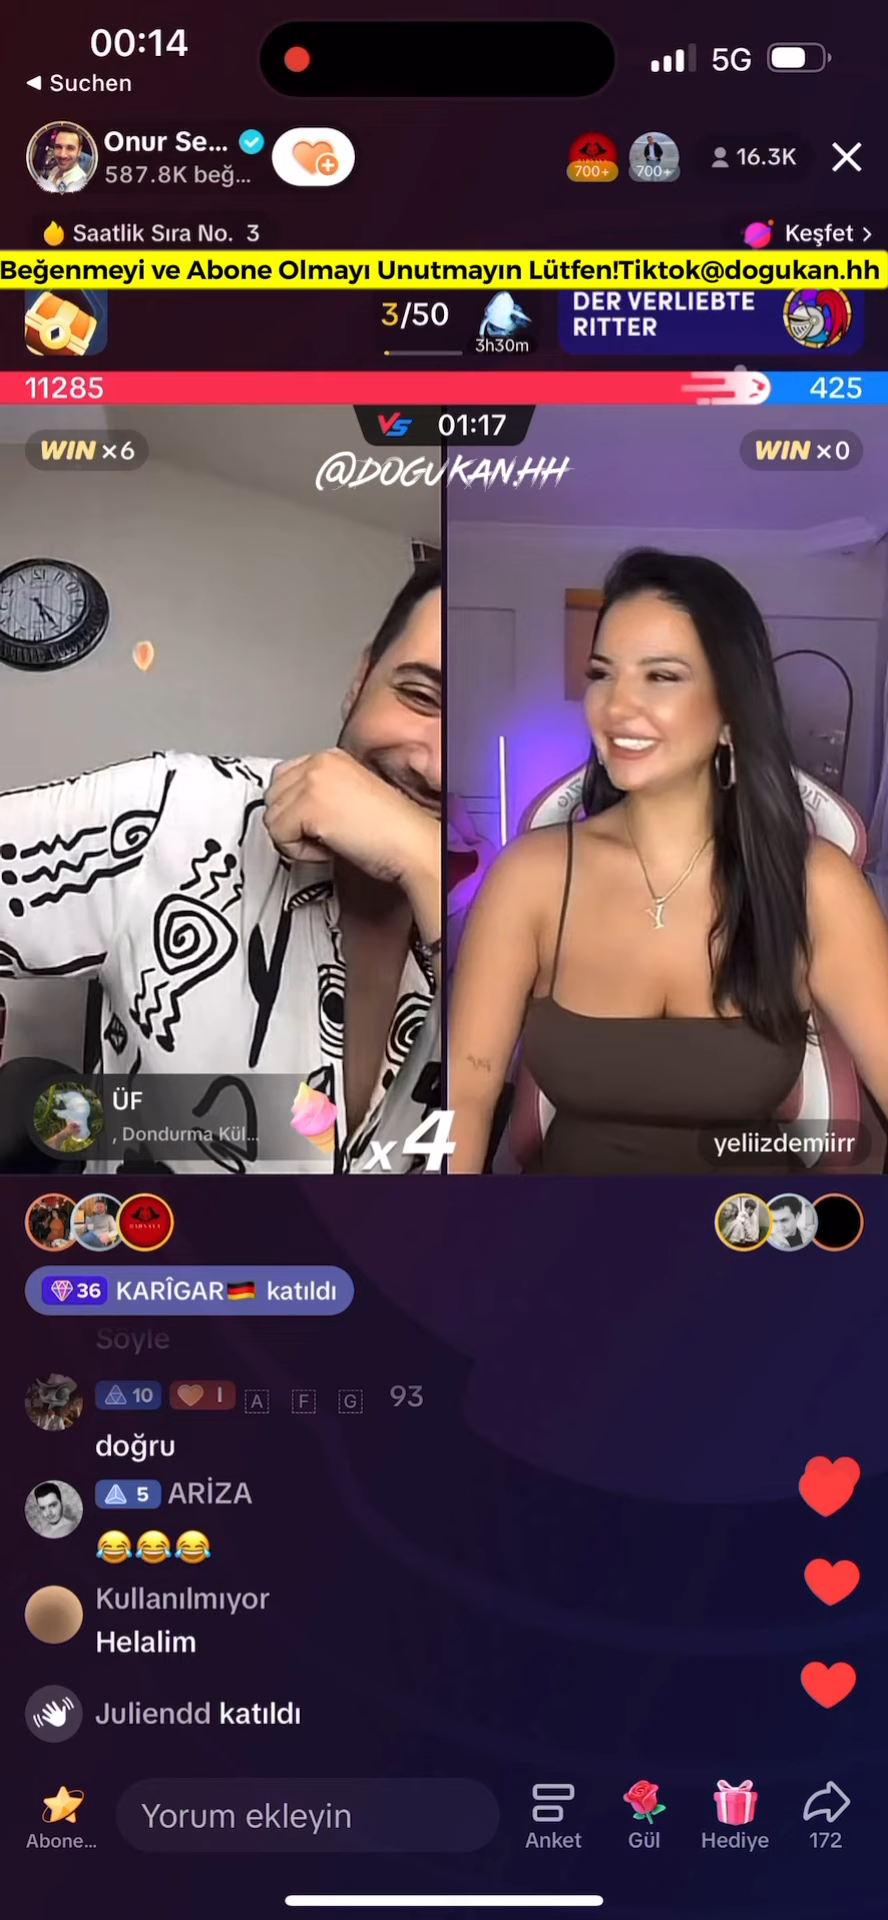 00:14
5G
◀ Suchen
Onur Se...
587.8K beğ...
700+
700+
16.3K
Saatlik Sıra No. 3
Keşfet >
Beğenmeyi ve Abone Olmayı Unutmayın Lütfen!Tiktok@dogukan.hh
3/50
3h30m
DER VERLIEBTE
RITTER
11285
425
VS 01:17
WIN x6
WIN x0
@DOGUKAN.HH
Y
ÜF
, Dondurma Kül...
x4
yeliizdemiirr
36 KARÎGAR🇩🇪 katıldı
Söyle
10 I A F G 93
doğru
5 ARİZA
😂😂😂
Kullanılmıyor
Helalim
Juliendd katıldı
Abone...
Yorum ekleyin
Anket
Gül
Hediye
172